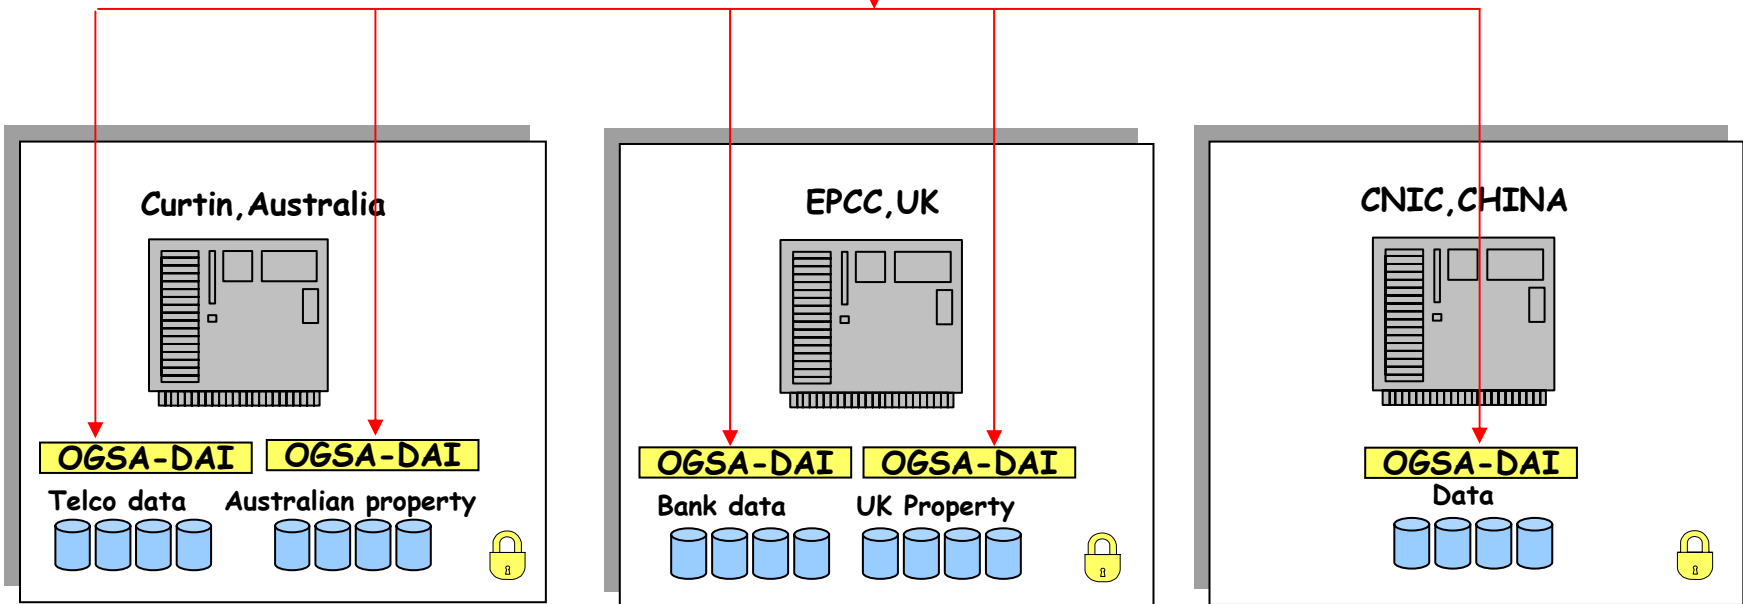 Curtin,Australia
OGSA-DAI
OGSA-DAI
Telco data
Australian property
EPCC,UK
OGSA-DAI
OGSA-DAI
Bank data
UK Property
CNIC,CHINA
OGSA-DAI
Data